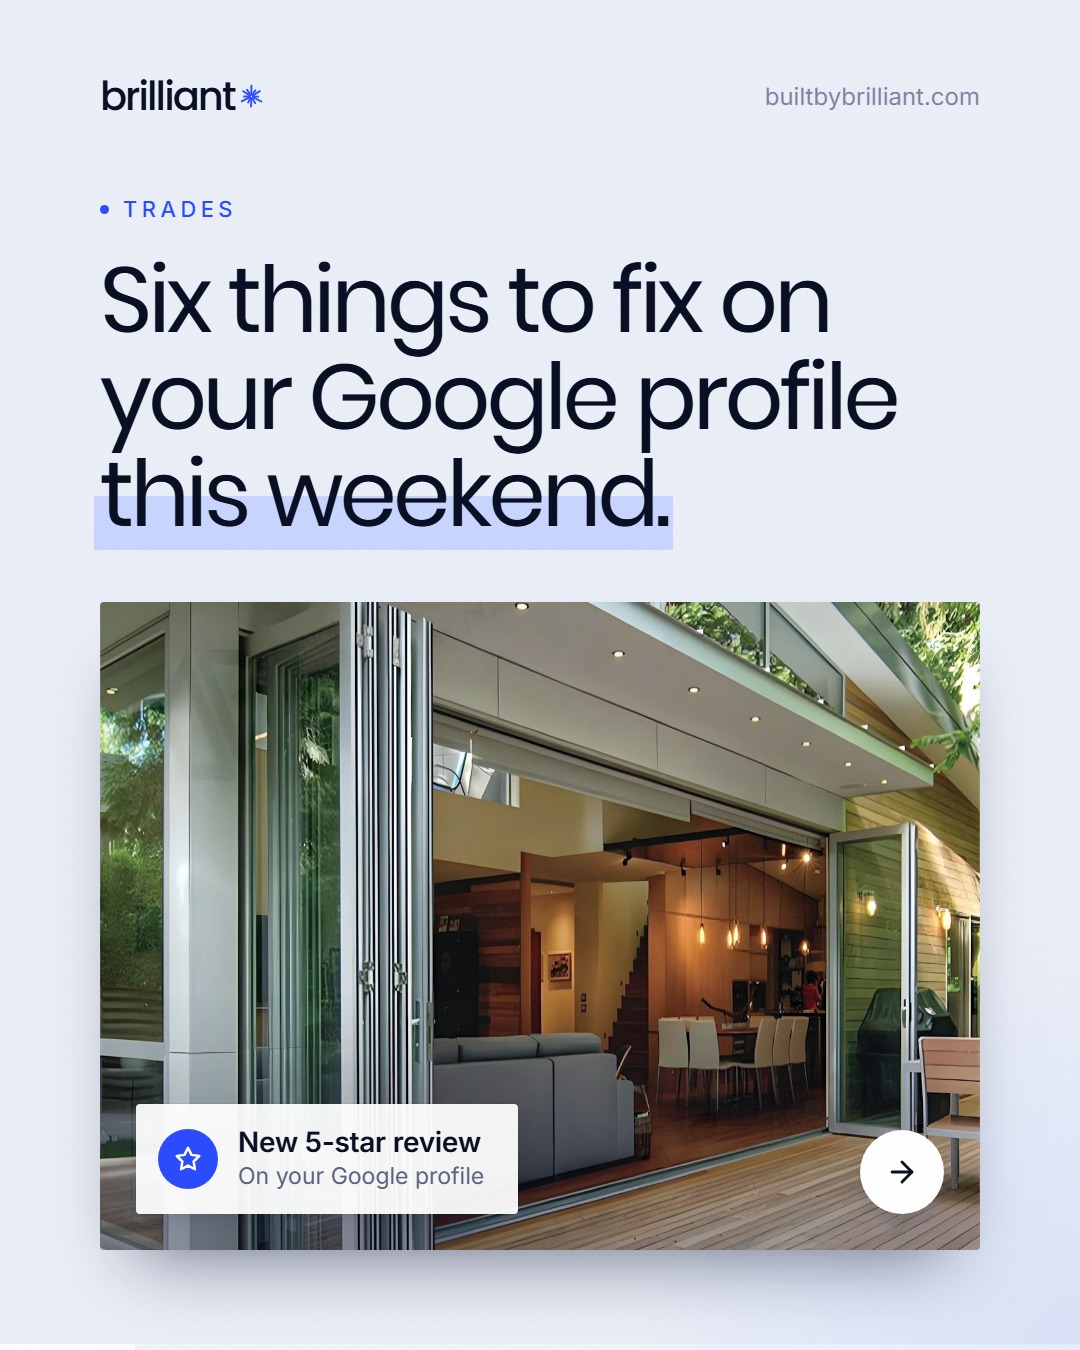 brilliant
builtbybrilliant.com
TRADES
Six things to fix on
your Google profile
this weekend.
New 5-star review
On your Google profile